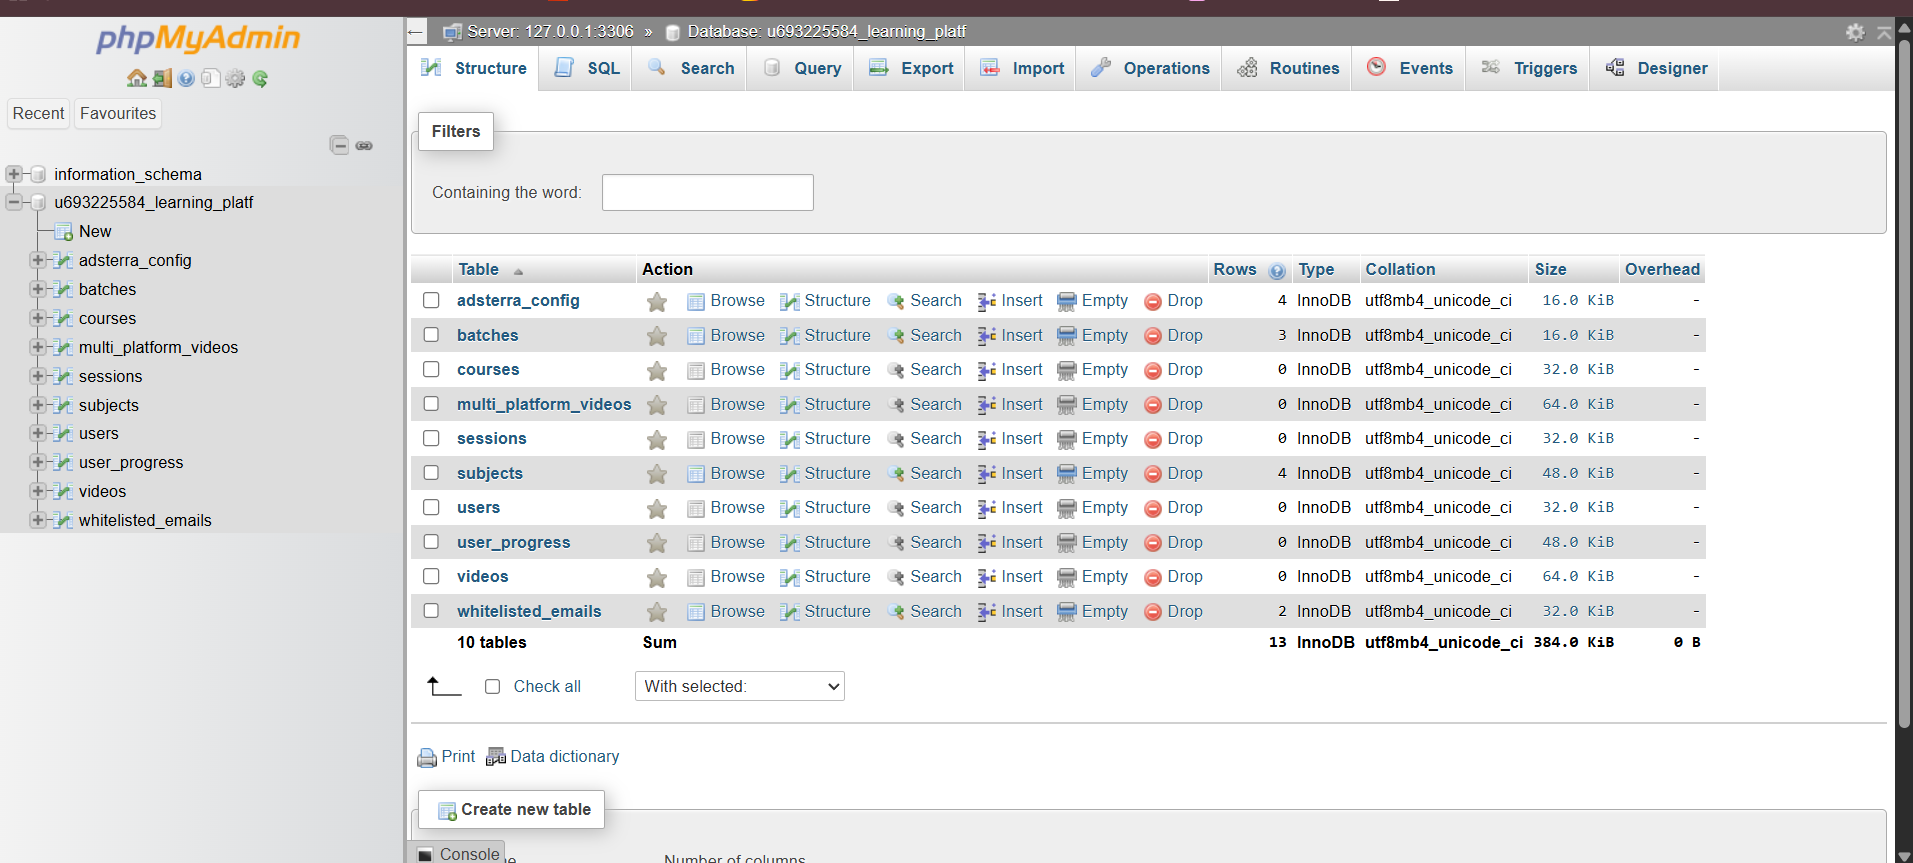 phpMyAdmin
Recent Favourites
information_schema
u693225584_learning_platf
New
adsterra_config
batches
courses
multi_platform_videos
sessions
subjects
users
user_progress
videos
whitelisted_emails
Server: 127.0.0.1:3306 » Database: u693225584_learning_platf
Structure SQL Search Query Export Import Operations Routines Events Triggers Designer
Filters
Containing the word:
Table Action Rows Type Collation Size Overhead
adsterra_config Browse Structure Search Insert Empty Drop 4 InnoDB utf8mb4_unicode_ci 16.0 KiB -
batches Browse Structure Search Insert Empty Drop 3 InnoDB utf8mb4_unicode_ci 16.0 KiB -
courses Browse Structure Search Insert Empty Drop 0 InnoDB utf8mb4_unicode_ci 32.0 KiB -
multi_platform_videos Browse Structure Search Insert Empty Drop 0 InnoDB utf8mb4_unicode_ci 64.0 KiB -
sessions Browse Structure Search Insert Empty Drop 0 InnoDB utf8mb4_unicode_ci 32.0 KiB -
subjects Browse Structure Search Insert Empty Drop 4 InnoDB utf8mb4_unicode_ci 48.0 KiB -
users Browse Structure Search Insert Empty Drop 0 InnoDB utf8mb4_unicode_ci 32.0 KiB -
user_progress Browse Structure Search Insert Empty Drop 0 InnoDB utf8mb4_unicode_ci 48.0 KiB -
videos Browse Structure Search Insert Empty Drop 0 InnoDB utf8mb4_unicode_ci 64.0 KiB -
whitelisted_emails Browse Structure Search Insert Empty Drop 2 InnoDB utf8mb4_unicode_ci 32.0 KiB -
10 tables Sum 13 InnoDB utf8mb4_unicode_ci 384.0 KiB 0 B
Check all With selected:
Print Data dictionary
Create new table
Console Number of columns